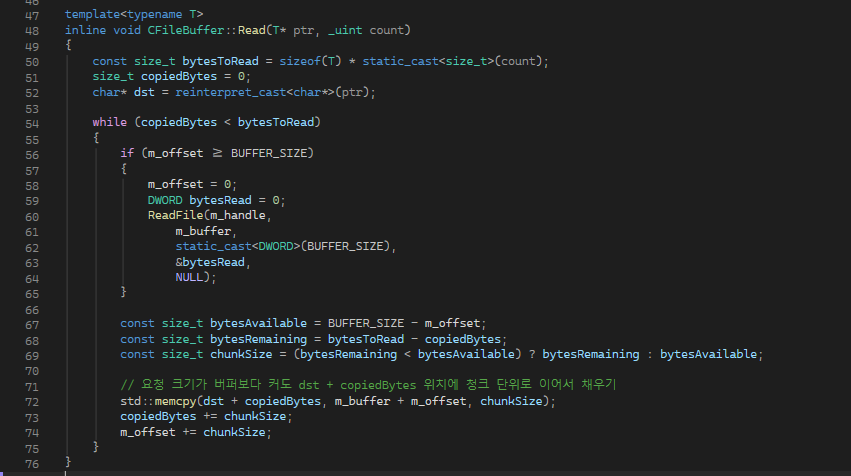 47 template<typename T>
48 inline void CFileBuffer::Read(T* ptr, _uint count)
49 {
50     const size_t bytesToRead = sizeof(T) * static_cast<size_t>(count);
51     size_t copiedBytes = 0;
52     char* dst = reinterpret_cast<char*>(ptr);
53
54     while (copiedBytes < bytesToRead)
55     {
56         if (m_offset ≥ BUFFER_SIZE)
57         {
58             m_offset = 0;
59             DWORD bytesRead = 0;
60             ReadFile(m_handle,
61                 m_buffer,
62                 static_cast<DWORD>(BUFFER_SIZE),
63                 &bytesRead,
64                 NULL);
65         }
66
67         const size_t bytesAvailable = BUFFER_SIZE - m_offset;
68         const size_t bytesRemaining = bytesToRead - copiedBytes;
69         const size_t chunkSize = (bytesRemaining < bytesAvailable) ? bytesRemaining : bytesAvailable;
70
71         // 요청 크기가 버퍼보다 커도 dst + copiedBytes 위치에 청크 단위로 이어서 채우기
72         std::memcpy(dst + copiedBytes, m_buffer + m_offset, chunkSize);
73         copiedBytes += chunkSize;
74         m_offset += chunkSize;
75     }
76 }